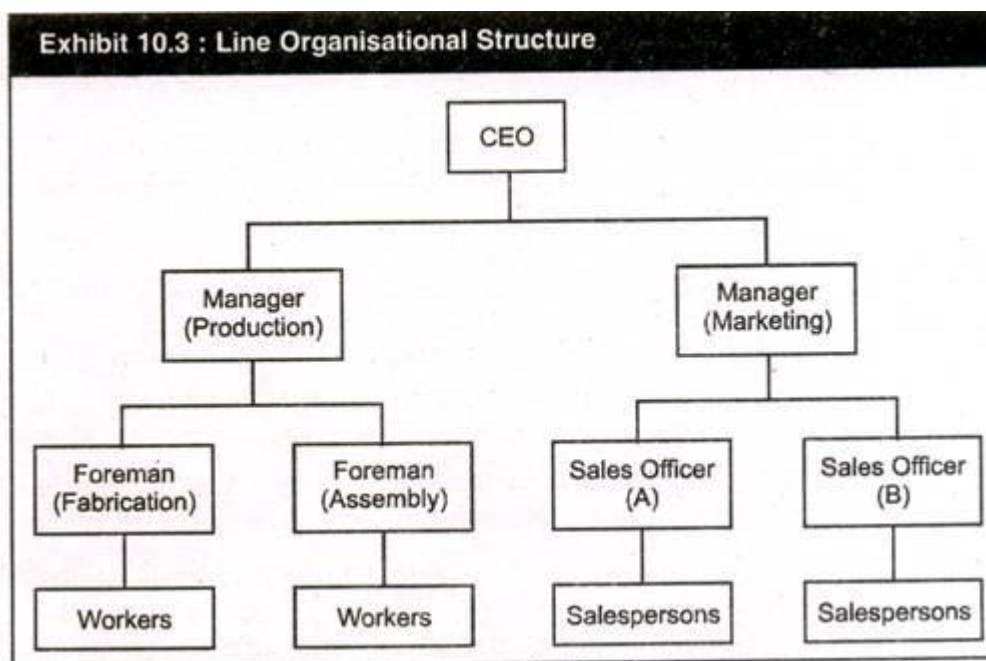 Exhibit 10.3 : Line Organisational Structure
CEO
Manager
(Production)
Manager
(Marketing)
Foreman
(Fabrication)
Foreman
(Assembly)
Sales Officer
(A)
Sales Officer
(B)
Workers
Workers
Salespersons
Salespersons